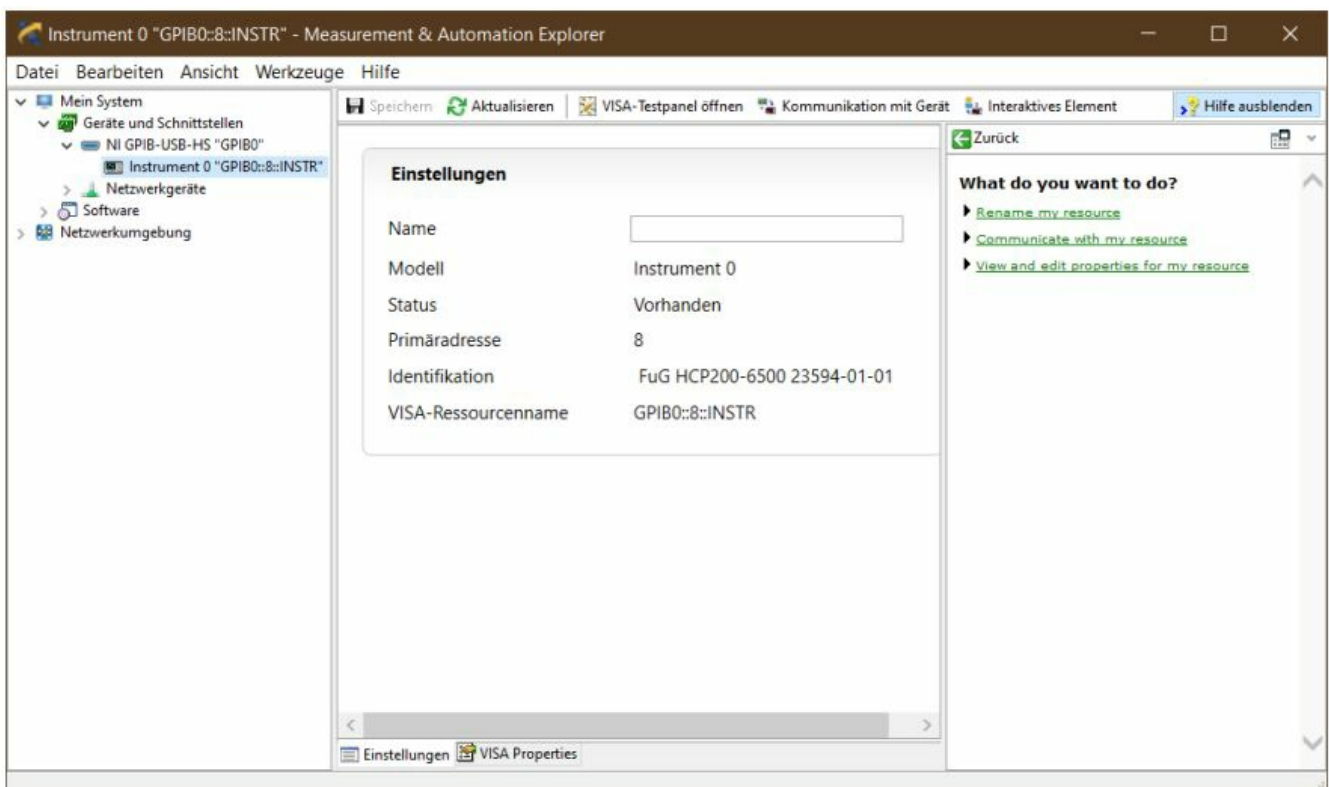 Instrument 0 "GPIB0::8::INSTR" - Measurement & Automation Explorer
Datei Bearbeiten Ansicht Werkzeuge Hilfe
Mein System
Geräte und Schnittstellen
NI GPIB-USB-HS "GPIB0"
Instrument 0 "GPIB0::8::INSTR"
Netzwerkgeräte
Software
Netzwerkumgebung
Speichern Aktualisieren VISA-Testpanel öffnen Kommunikation mit Gerät Interaktives Element Hilfe ausblenden
Einstellungen
Name
Modell Instrument 0
Status Vorhanden
Primäradresse 8
Identifikation FuG HCP200-6500 23594-01-01
VISA-Ressourcenname GPIB0::8::INSTR
Einstellungen VISA Properties
Zurück
What do you want to do?
Rename my resource
Communicate with my resource
View and edit properties for my resource